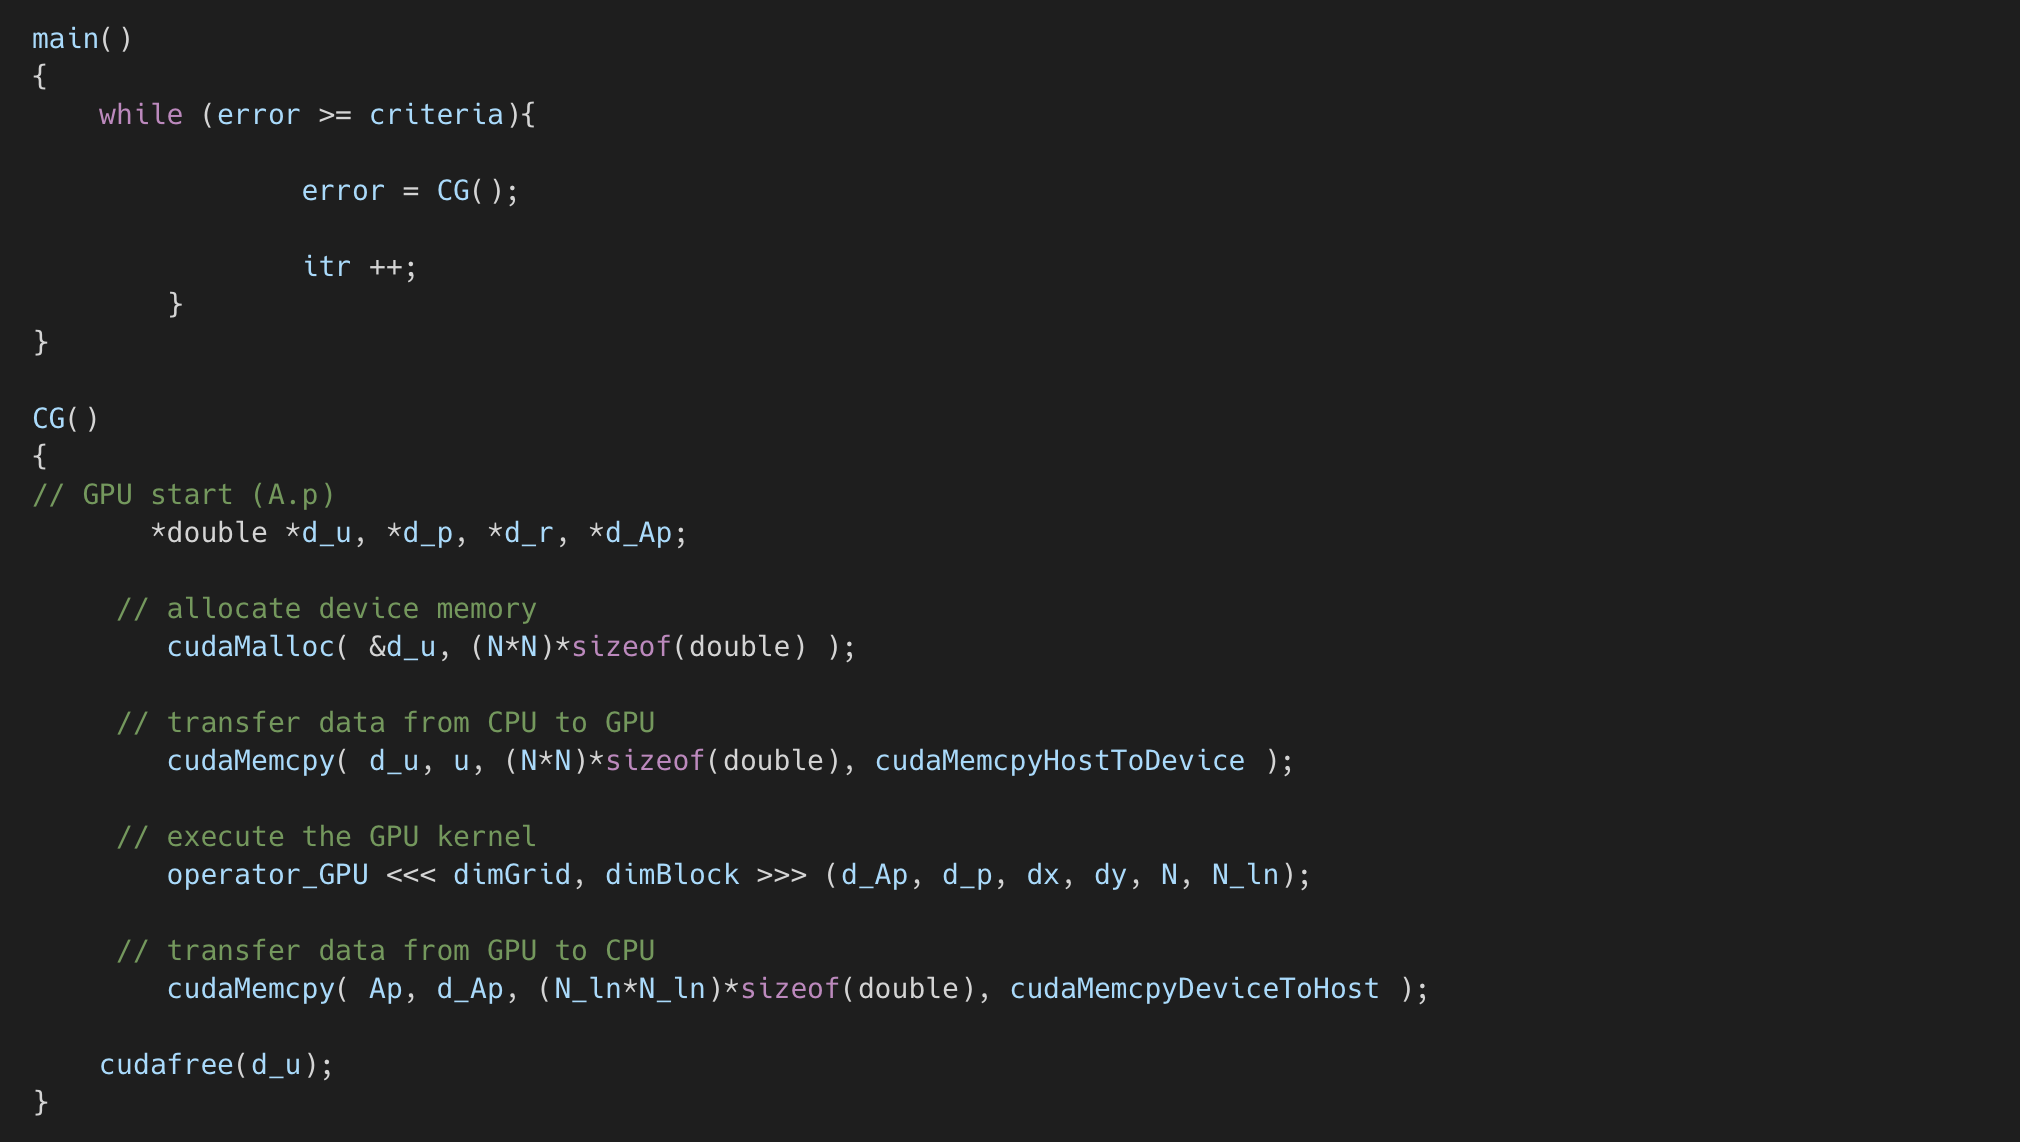 main()
{
    while (error >= criteria){
                error = CG();
                itr ++;
        }
}
CG()
{
// GPU start (A.p)
       *double *d_u, *d_p, *d_r, *d_Ap;
     // allocate device memory
        cudaMalloc( &d_u, (N*N)*sizeof(double) );
     // transfer data from CPU to GPU
        cudaMemcpy( d_u, u, (N*N)*sizeof(double), cudaMemcpyHostToDevice );
     // execute the GPU kernel
        operator_GPU <<< dimGrid, dimBlock >>> (d_Ap, d_p, dx, dy, N, N_ln);
     // transfer data from GPU to CPU
        cudaMemcpy( Ap, d_Ap, (N_ln*N_ln)*sizeof(double), cudaMemcpyDeviceToHost );
    cudafree(d_u);
}